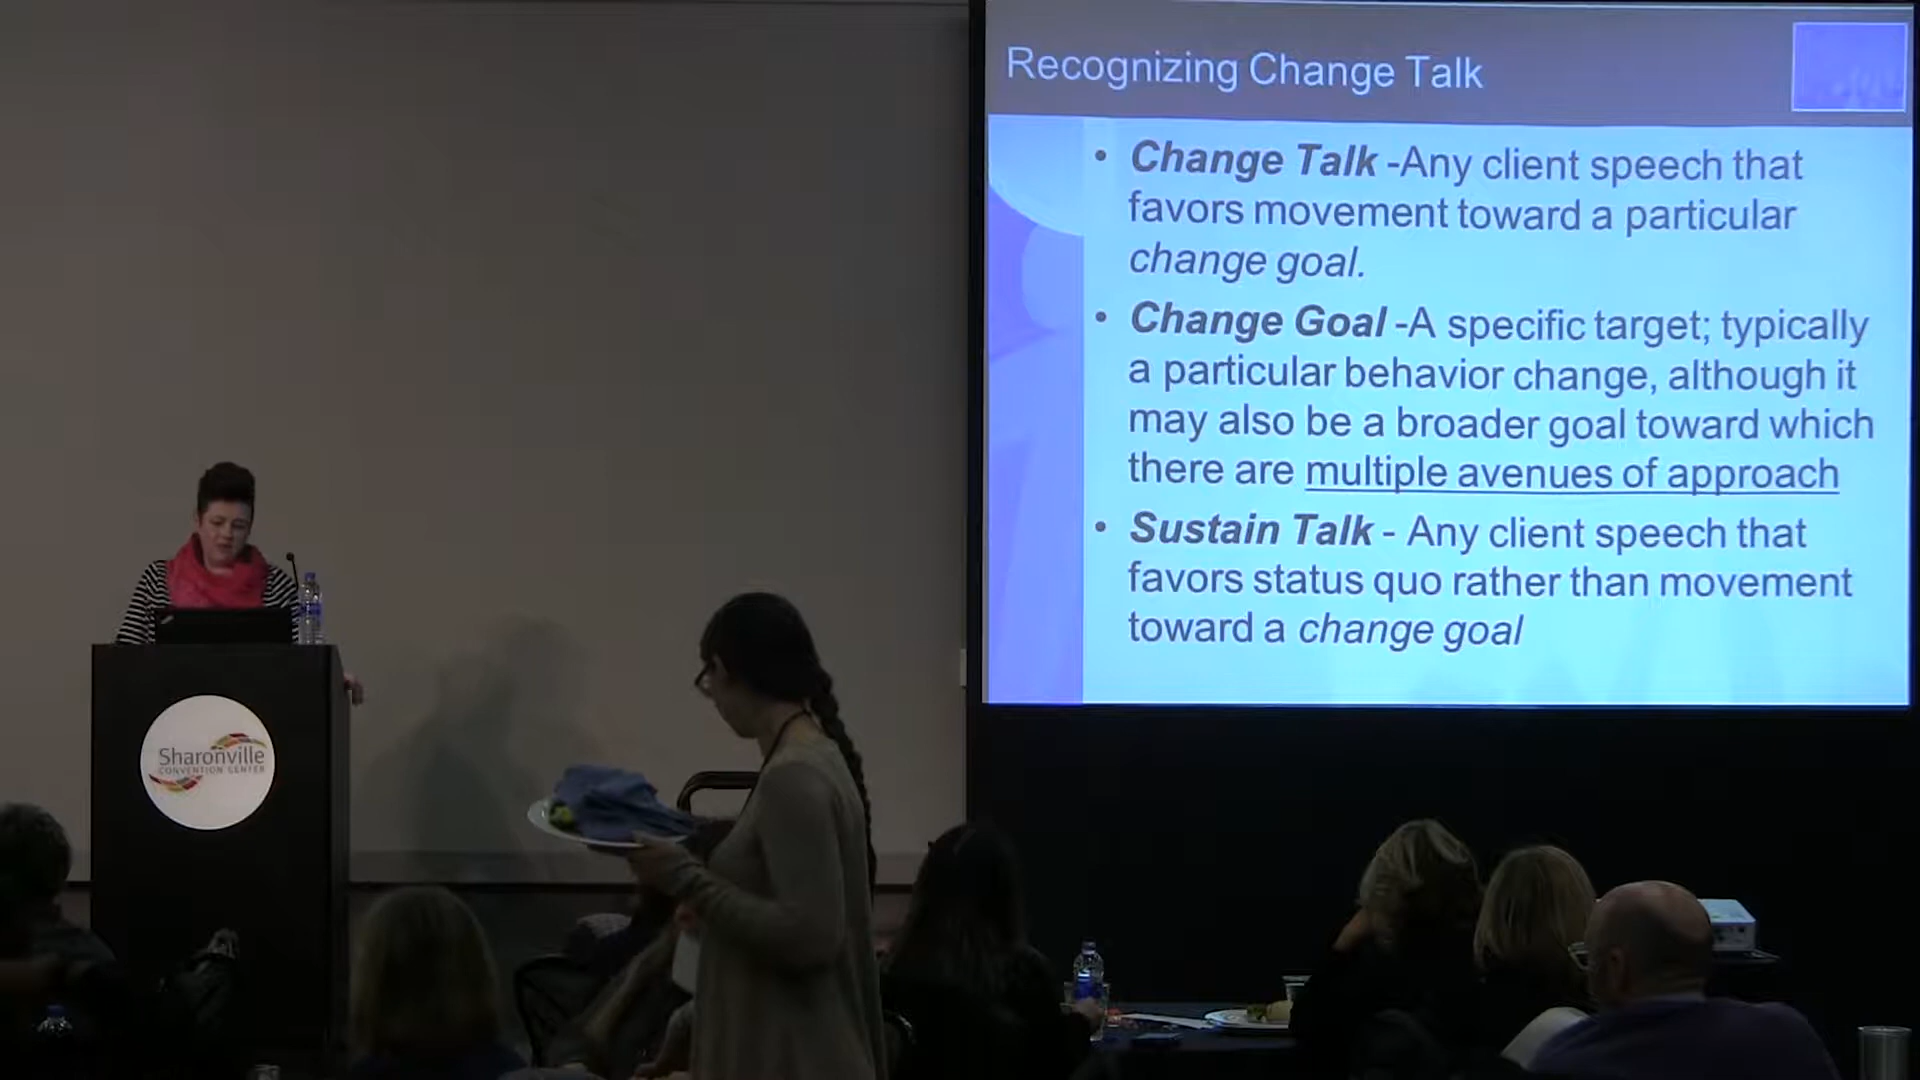 Recognizing Change Talk
• Change Talk -Any client speech that
favors movement toward a particular
change goal.
• Change Goal -A specific target; typically
a particular behavior change, although it
may also be a broader goal toward which
there are multiple avenues of approach
• Sustain Talk - Any client speech that
favors status quo rather than movement
toward a change goal
Sharonville
CONVENTION CENTER